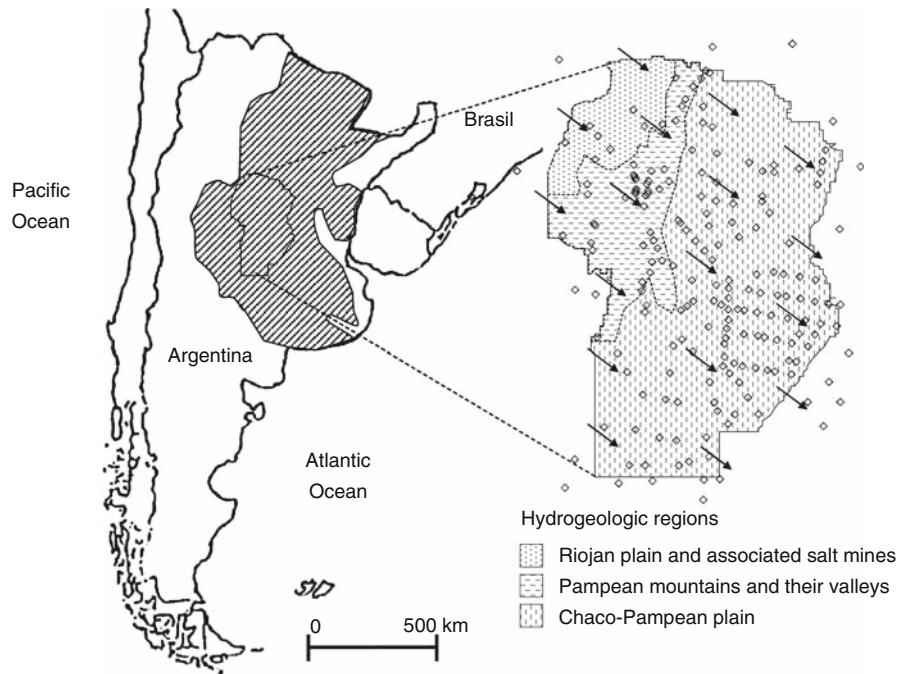 Brasil
Pacific
Ocean
Argentina
Atlantic
Ocean
0 500 km
Hydrogeologic regions
Riojan plain and associated salt mines
Pampean mountains and their valleys
Chaco-Pampean plain